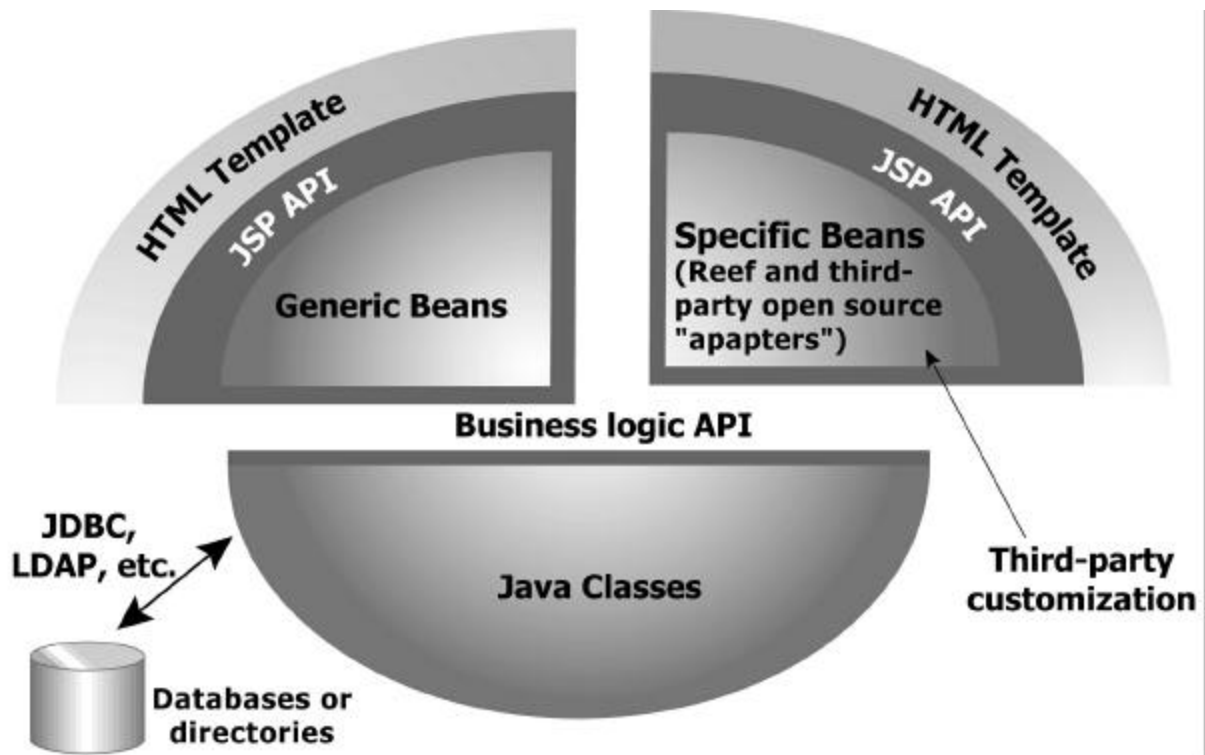 HTML Template
JSP API
Generic Beans
HTML Template
JSP API
Specific Beans
(Reef and third-
party open source
"apapters")
Business logic API
JDBC,
LDAP, etc.
Java Classes
Third-party
customization
Databases or
directories